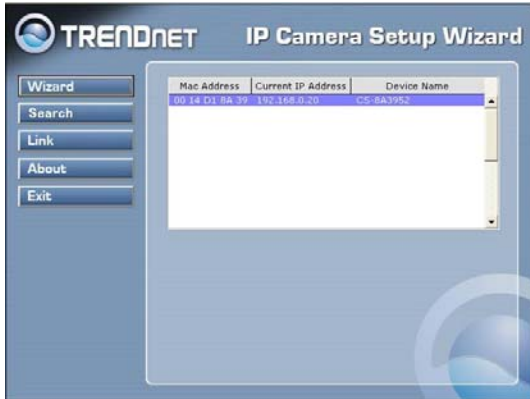 TRENDNET IP Camera Setup Wizard
Wizard
Search
Link
About
Exit
Mac Address Current IP Address Device Name
00 14 D1 8A 39 192.168.0.20 CS-8A3952